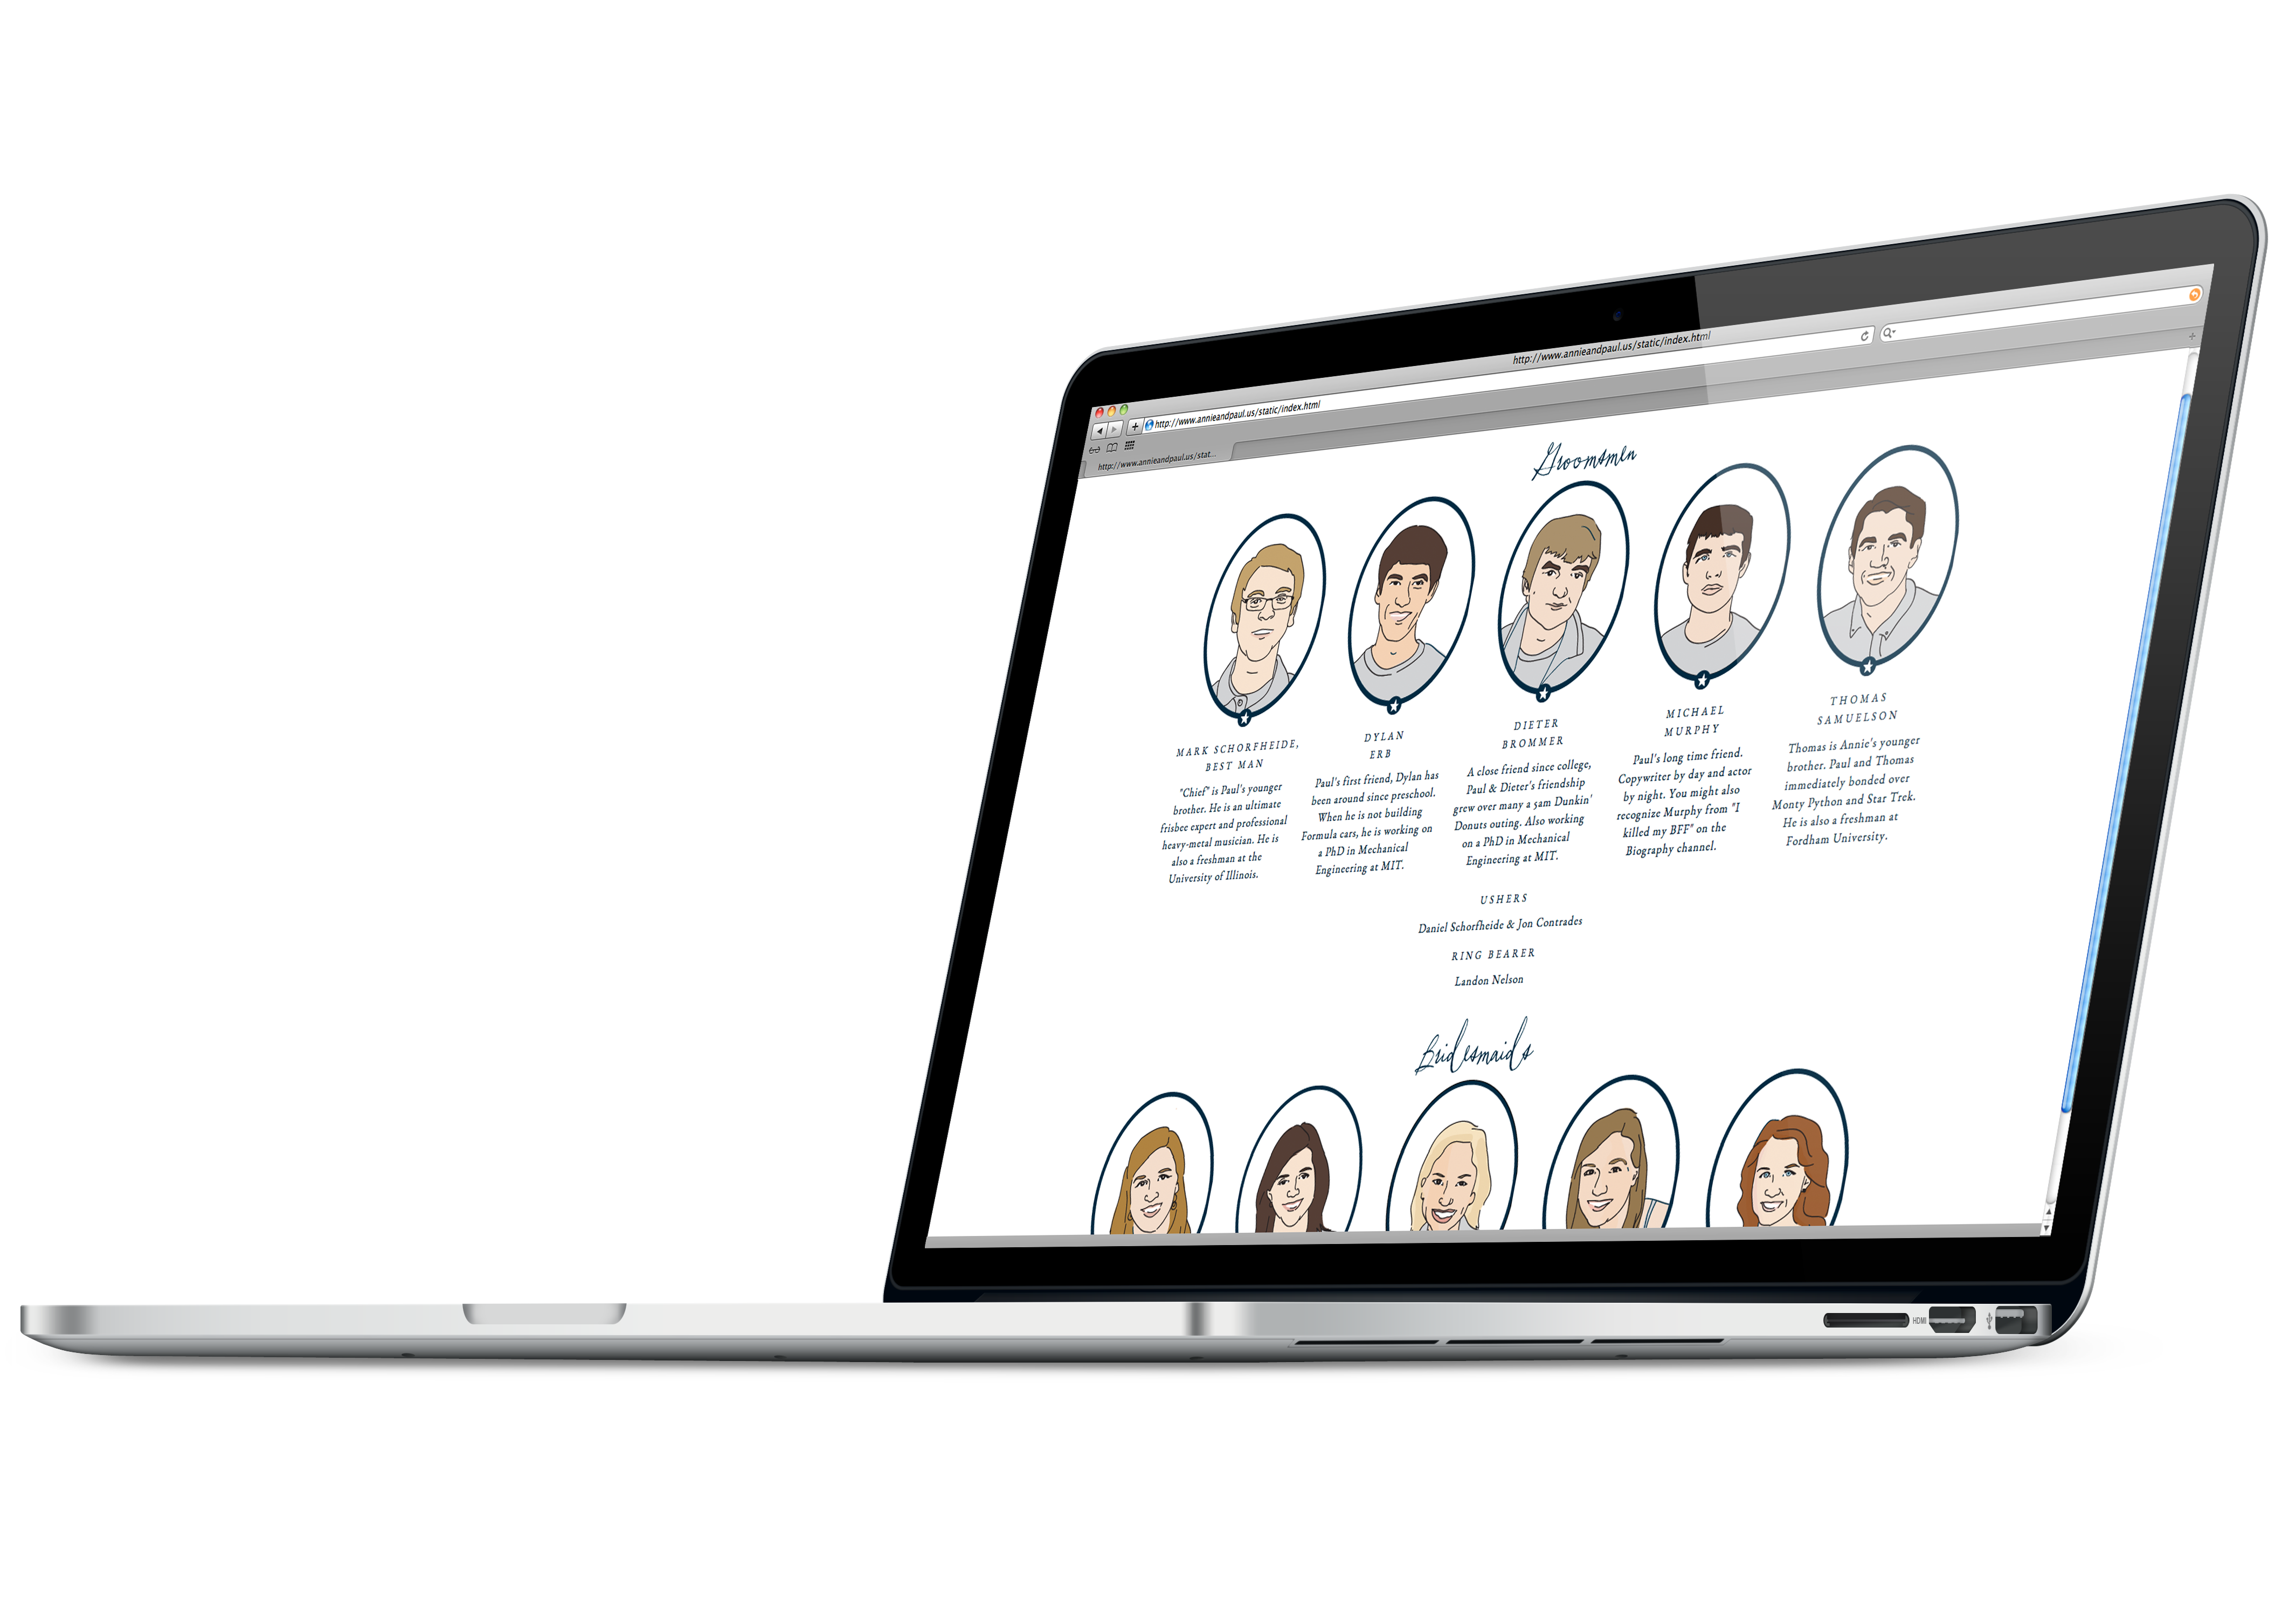 http://www.annieandpaul.us/static/index.html
http://www.annieandpaul.us/static/index.html
http://www.annieandpaul.us/stat...
Groomsmen
MARK SCHORFHEIDE,
BEST MAN
"Chief" is Paul's younger
brother. He is an ultimate
frisbee expert and professional
heavy-metal musician. He is
also a freshman at the
University of Illinois.
DYLAN
ERB
Paul's first friend, Dylan has
been around since preschool.
When he is not building
Formula cars, he is working on
a PhD in Mechanical
Engineering at MIT.
DIETER
BROMMER
A close friend since college,
Paul & Dieter's friendship
grew over many a 5am Dunkin'
Donuts outing. Also working
on a PhD in Mechanical
Engineering at MIT.
MICHAEL
MURPHY
Paul's long time friend.
Copywriter by day and actor
by night. You might also
recognize Murphy from "I
killed my BFF" on the
Biography channel.
THOMAS
SAMUELSON
Thomas is Annie's younger
brother. Paul and Thomas
immediately bonded over
Monty Python and Star Trek.
He is also a freshman at
Fordham University.
USHERS
Daniel Schorfheide & Jon Contrades
RING BEARER
Landon Nelson
Bridesmaids
HDMI